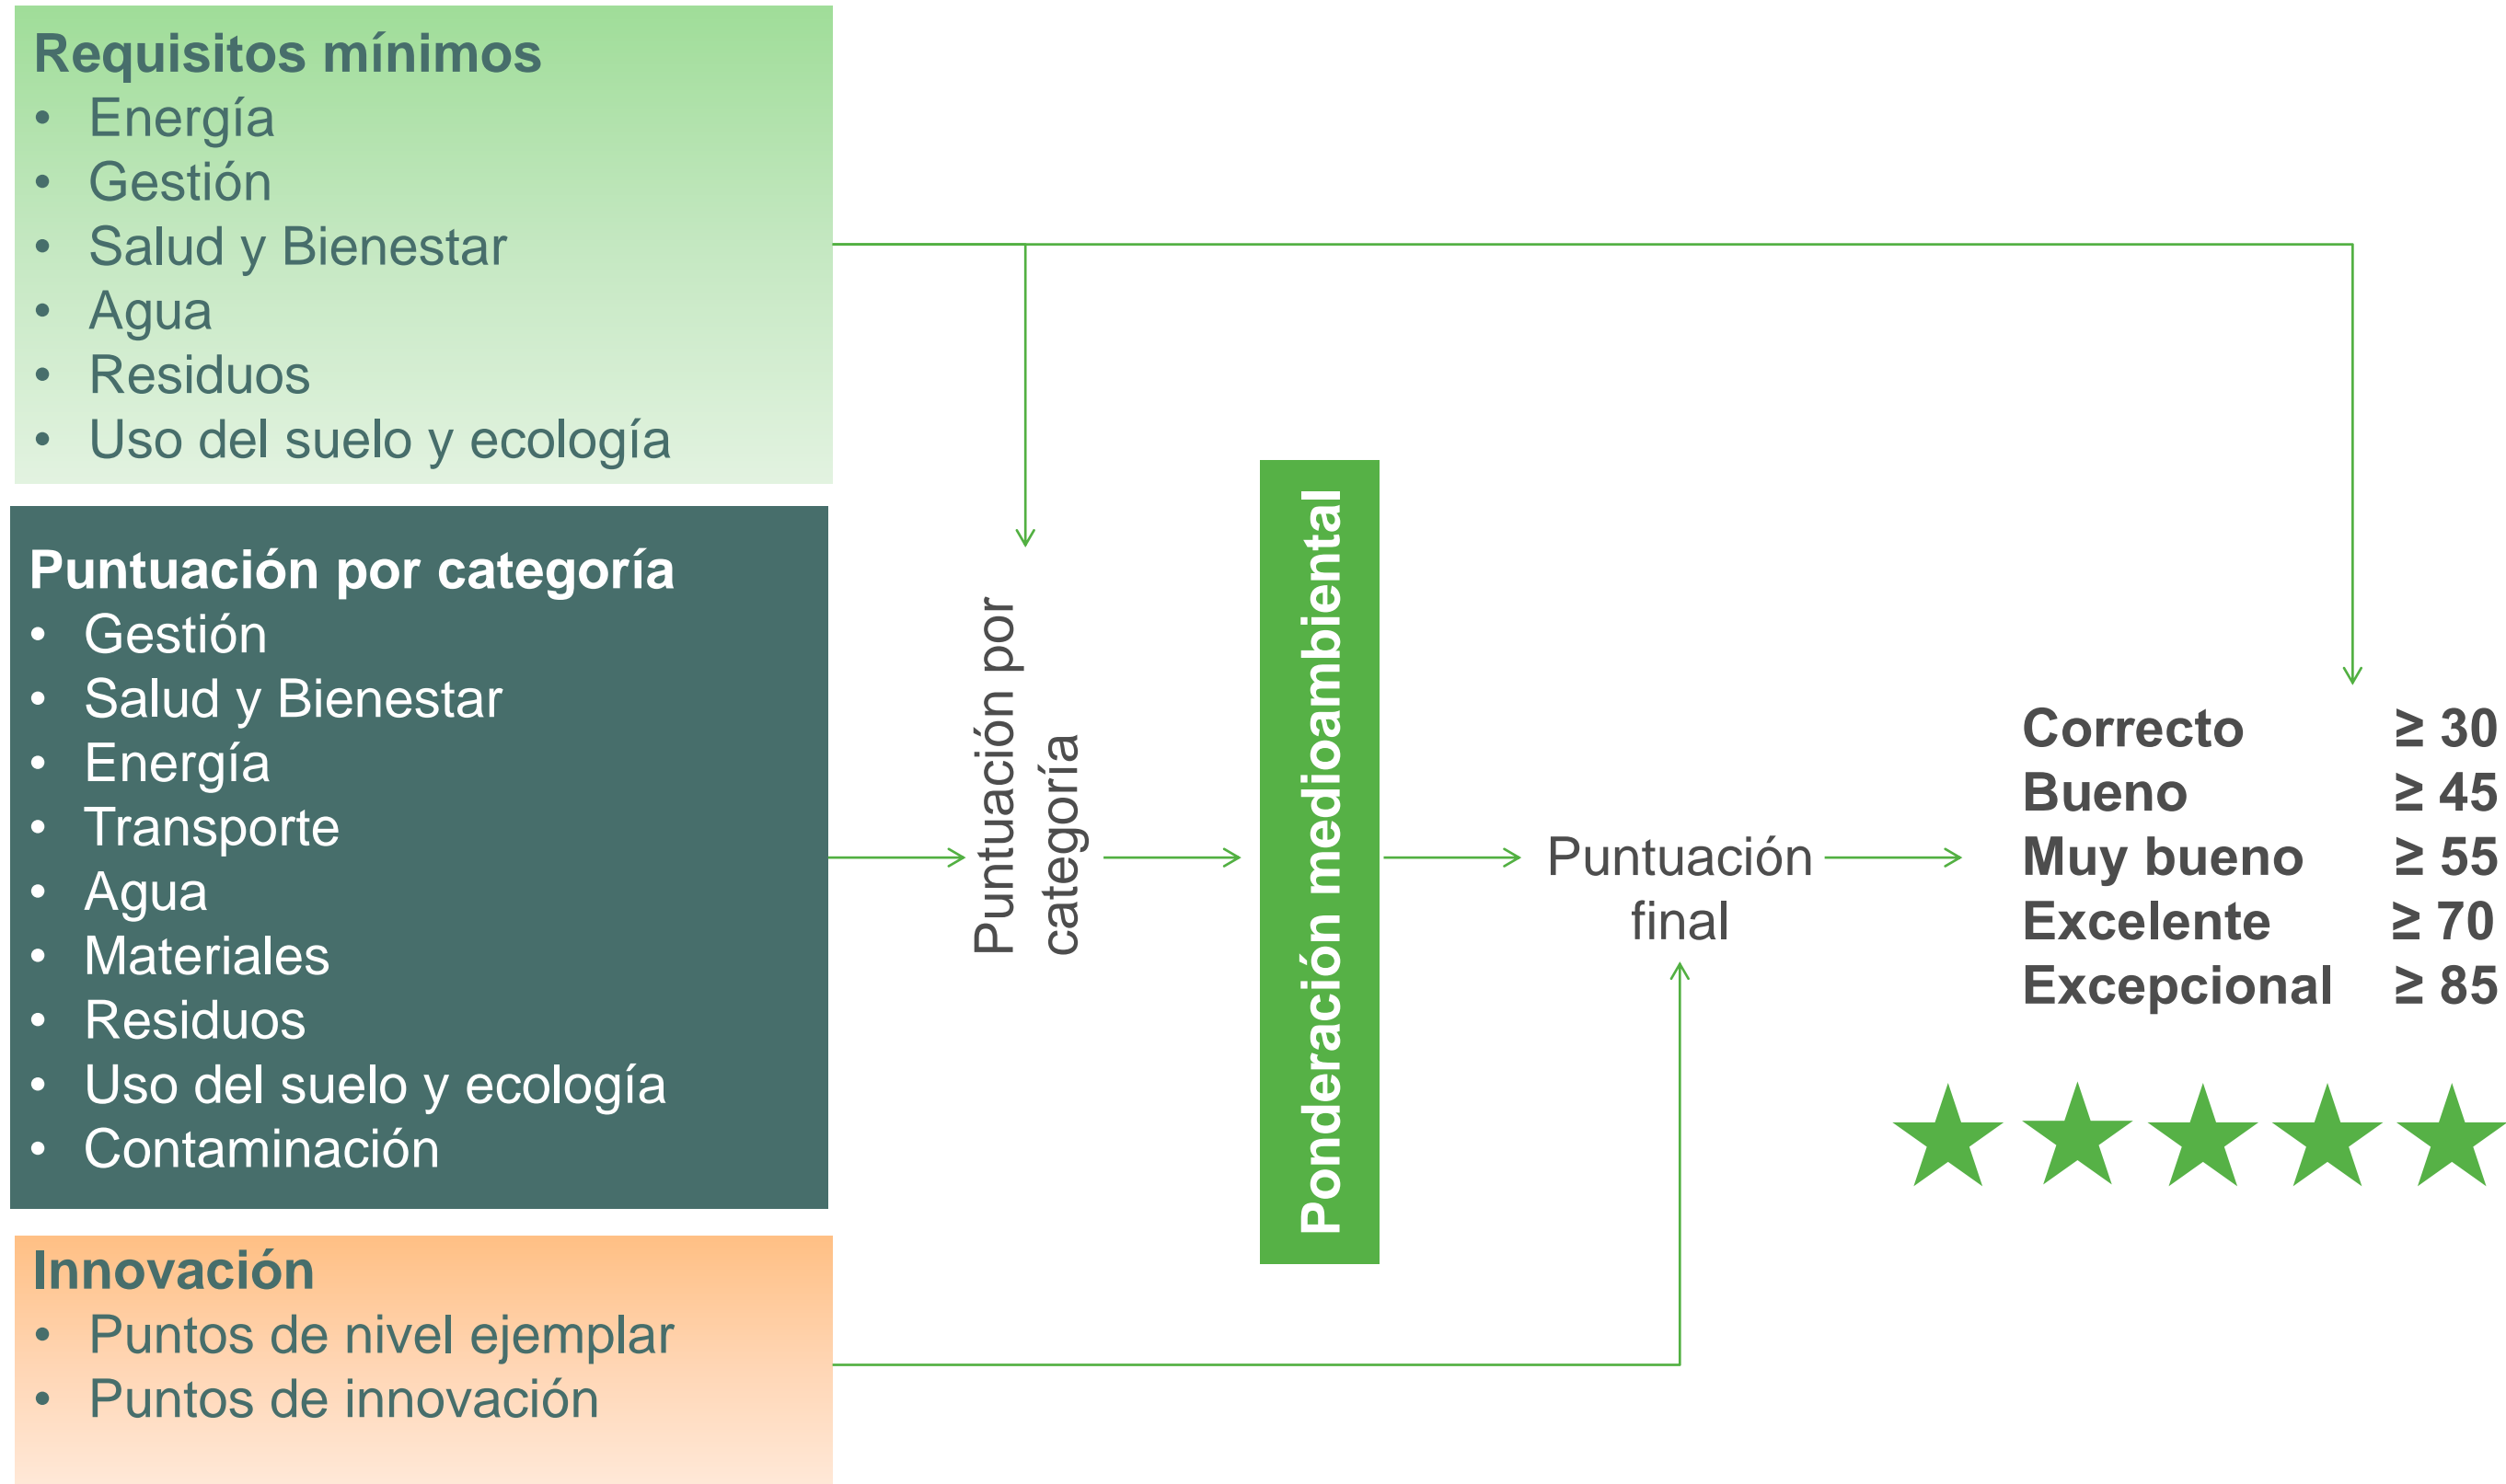 Requisitos mínimos
• Energía
• Gestión
• Salud y Bienestar
• Agua
• Residuos
• Uso del suelo y ecología
Puntuación por categoría
• Gestión
• Salud y Bienestar
• Energía
• Transporte
• Agua
• Materiales
• Residuos
• Uso del suelo y ecología
• Contaminación
Innovación
• Puntos de nivel ejemplar
• Puntos de innovación
Puntuación por
categoría
Ponderación medioambiental
Puntuación
final
Correcto ≥ 30
Bueno ≥ 45
Muy bueno ≥ 55
Excelente ≥ 70
Excepcional ≥ 85